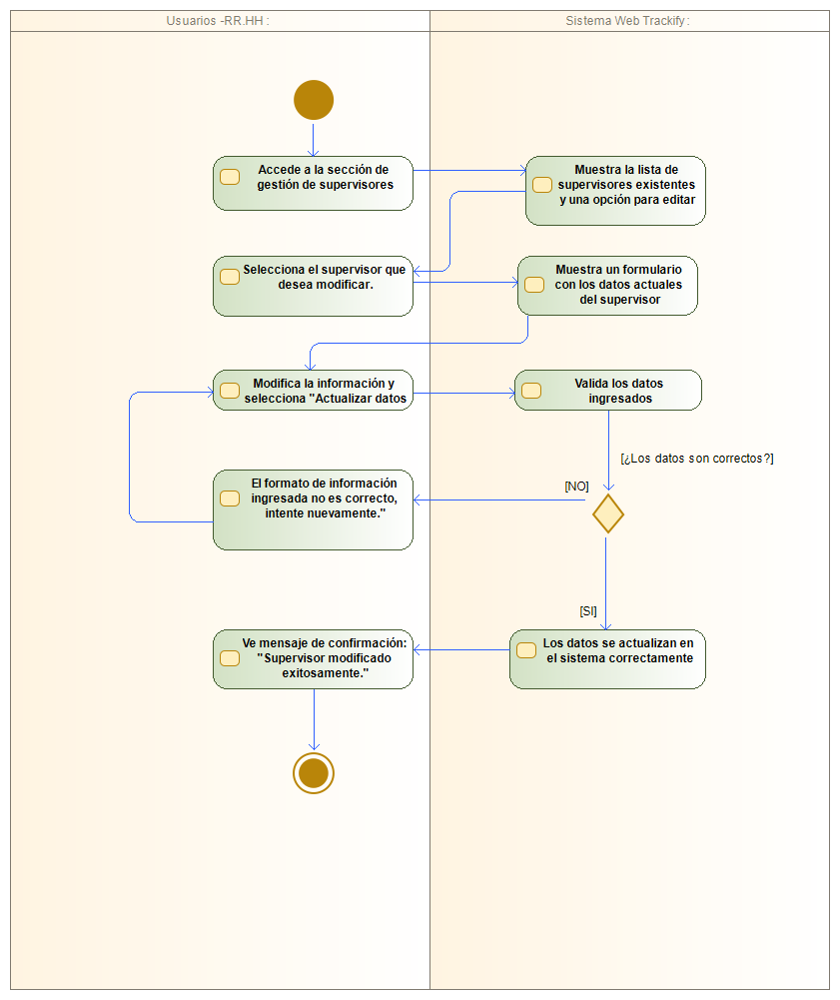 Usuarios -RR.HH :
Sistema Web Trackify:
Accede a la sección de
gestión de supervisores
Muestra la lista de
supervisores existentes
y una opción para editar
Selecciona el supervisor que
desea modificar.
Muestra un formulario
con los datos actuales
del supervisor
Modifica la información y
selecciona "Actualizar datos
Valida los datos
ingresados
[¿Los datos son correctos?]
[NO]
El formato de información
ingresada no es correcto,
intente nuevamente."
[SI]
Los datos se actualizan en
el sistema correctamente
Ve mensaje de confirmación:
"Supervisor modificado
exitosamente."